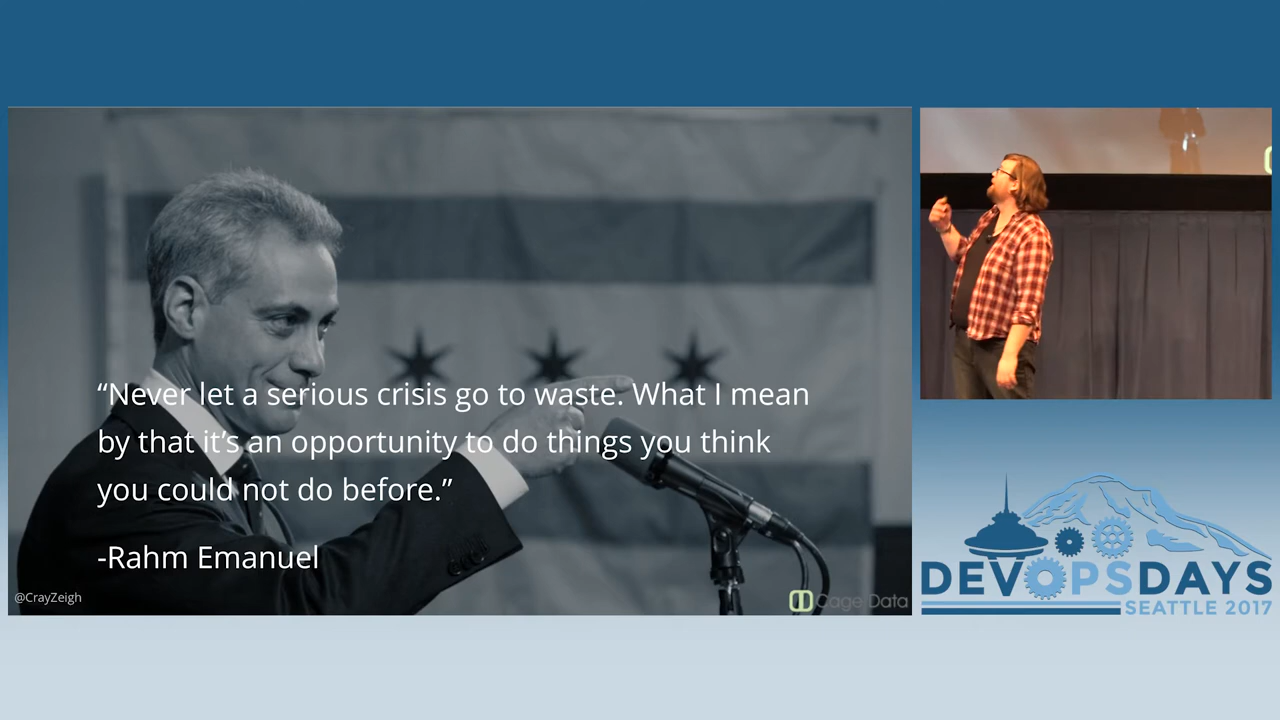 “Never let a serious crisis go to waste. What I mean
by that it’s an opportunity to do things you think
you could not do before.”
-Rahm Emanuel
@CrayZeigh
Cage Data
DEVOPSDAYS
SEATTLE 2017